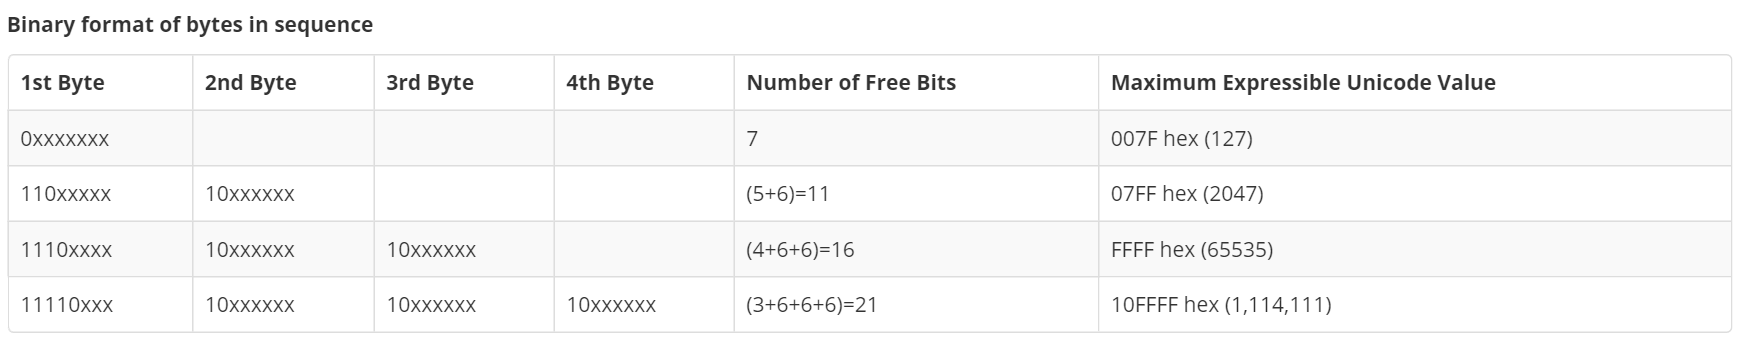 Binary format of bytes in sequence
1st Byte 2nd Byte 3rd Byte 4th Byte Number of Free Bits Maximum Expressible Unicode Value
0xxxxxxx 7 007F hex (127)
110xxxxx 10xxxxxx (5+6)=11 07FF hex (2047)
1110xxxx 10xxxxxx 10xxxxxx (4+6+6)=16 FFFF hex (65535)
11110xxx 10xxxxxx 10xxxxxx 10xxxxxx (3+6+6+6)=21 10FFFF hex (1,114,111)